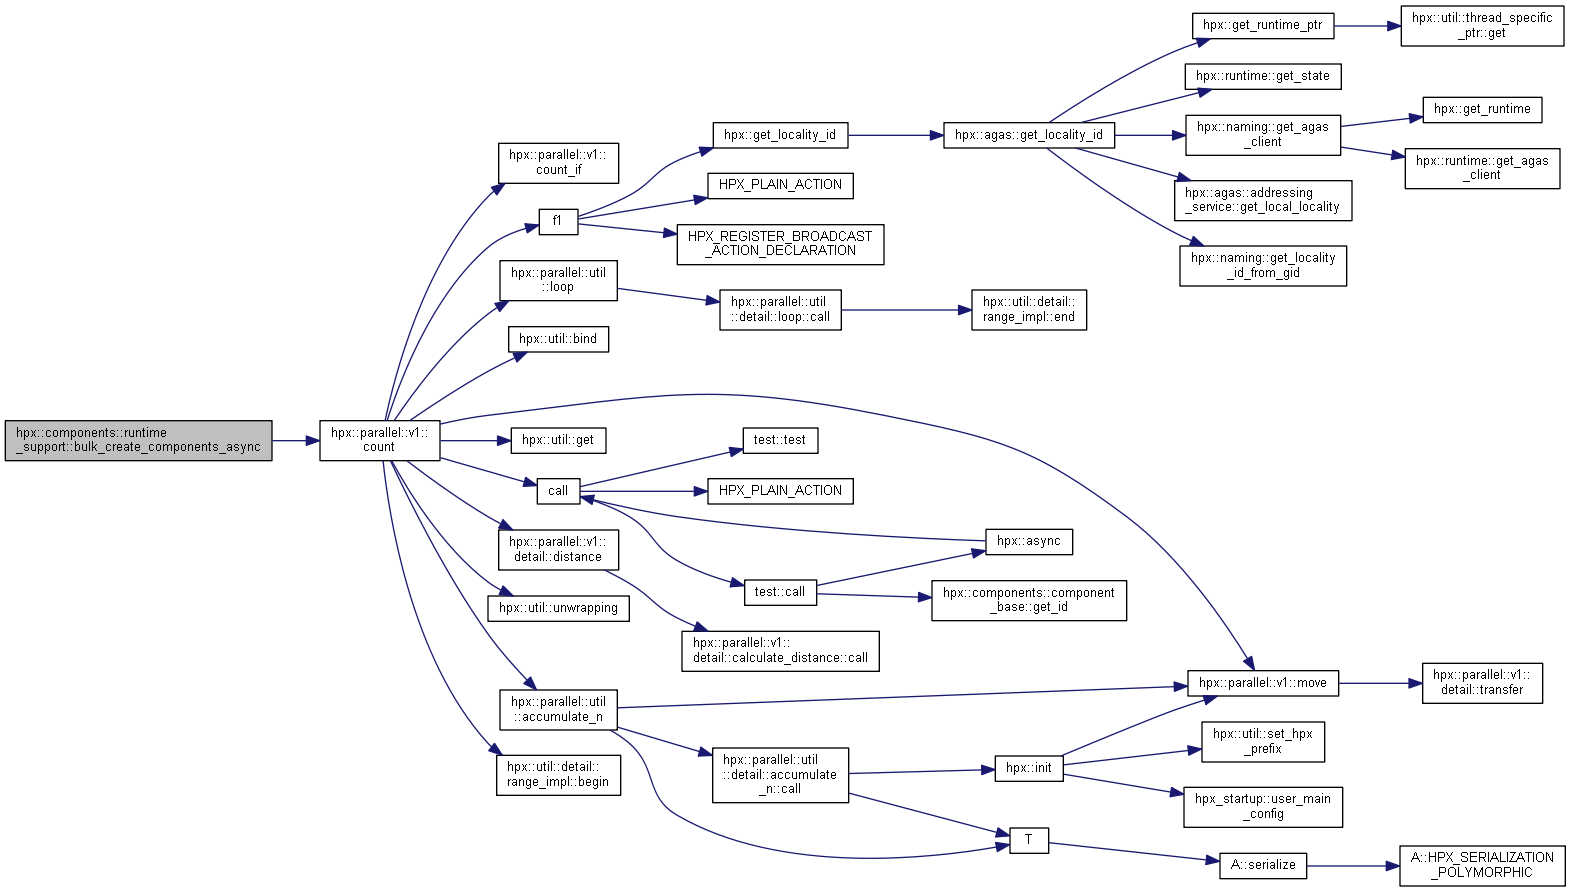 hpx::components::runtime
_support::bulk_create_components_async
hpx::parallel::v1::
count
hpx::parallel::v1::
count_if
f1
hpx::parallel::util
::loop
hpx::util::bind
hpx::util::get
call
hpx::parallel::v1::
detail::distance
hpx::util::unwrapping
hpx::parallel::util
::accumulate_n
hpx::util::detail::
range_impl::begin
hpx::get_locality_id
HPX_PLAIN_ACTION
HPX_REGISTER_BROADCAST
_ACTION_DECLARATION
hpx::parallel::util
::detail::loop::call
test::test
HPX_PLAIN_ACTION
test::call
hpx::parallel::v1::
detail::calculate_distance::call
hpx::parallel::util
::detail::accumulate
_n::call
hpx::agas::get_locality_id
hpx::util::detail::
range_impl::end
hpx::async
hpx::components::component
_base::get_id
hpx::init
T
hpx::get_runtime_ptr
hpx::runtime::get_state
hpx::naming::get_agas
_client
hpx::agas::addressing
_service::get_local_locality
hpx::naming::get_locality
_id_from_gid
hpx::parallel::v1::move
hpx::util::set_hpx
_prefix
hpx_startup::user_main
_config
A::serialize
hpx::util::thread_specific
_ptr::get
hpx::get_runtime
hpx::runtime::get_agas
_client
hpx::parallel::v1::
detail::transfer
A::HPX_SERIALIZATION
_POLYMORPHIC